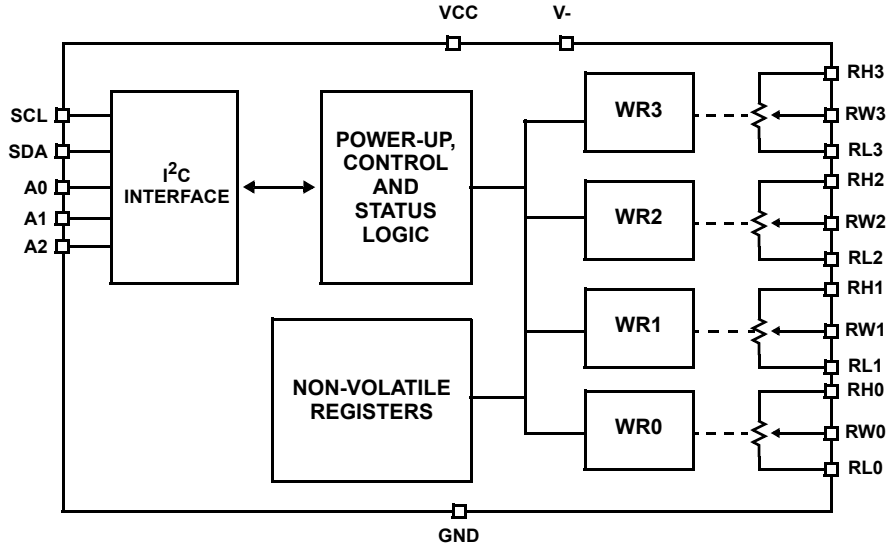 VCC
V-
SCL
SDA
A0
A1
A2
I²C
INTERFACE
POWER-UP,
CONTROL
AND
STATUS
LOGIC
NON-VOLATILE
REGISTERS
WR3
WR2
WR1
WR0
RH3
RW3
RL3
RH2
RW2
RL2
RH1
RW1
RL1
RH0
RW0
RL0
GND